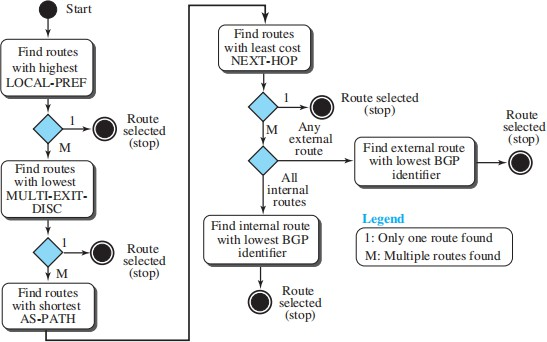 Start
Find routes
with highest
LOCAL-PREF
1
Route
selected
(stop)
M
Find routes
with lowest
MULTI-EXIT-
DISC
1
Route
selected
(stop)
M
Find routes
with shortest
AS-PATH
Find routes
with least cost
NEXT-HOP
1
Route selected
(stop)
M
Any
external
route
Find external route
with lowest BGP
identifier
Route
selected
(stop)
All
internal
routes
Find internal route
with lowest BGP
identifier
Route
selected
(stop)
Legend
1: Only one route found
M: Multiple routes found